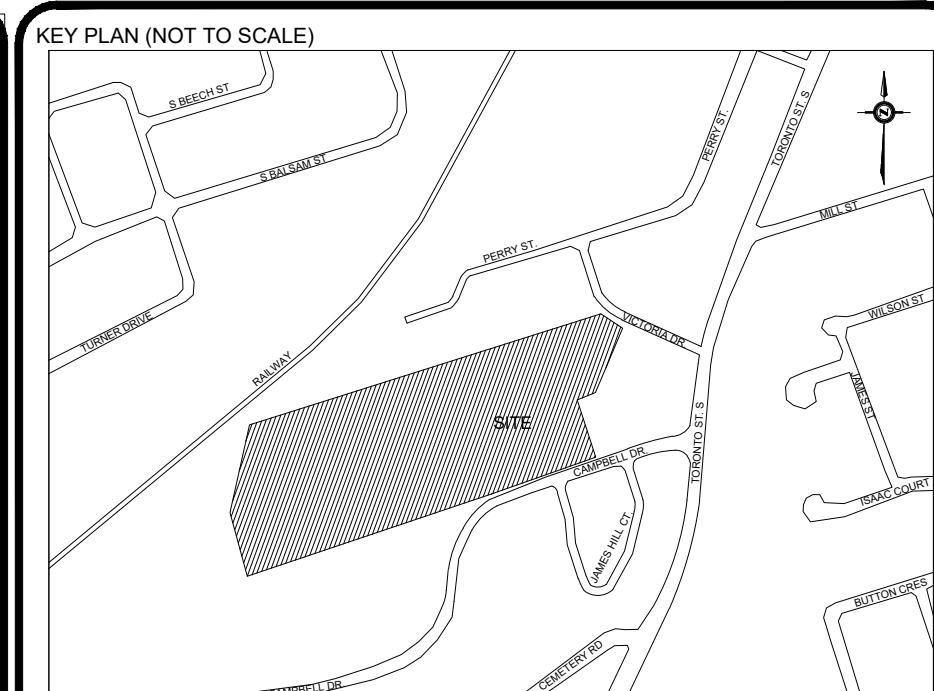 KEY PLAN (NOT TO SCALE)
S BEECH ST
S BALSAM ST
PERRY ST.
TORONTO ST. S
Z
MILL ST
PERRY ST.
TURNER DRIVE
RAILWAY
VICTORIA DR
WILSON ST
JAMES ST
SITE
TORONTO ST. S
CAMPBELL DR.
ISAAC COURT
JAMES HILL CT.
BUTTON CRES
CEMETERY RD
CAMPBELL DR